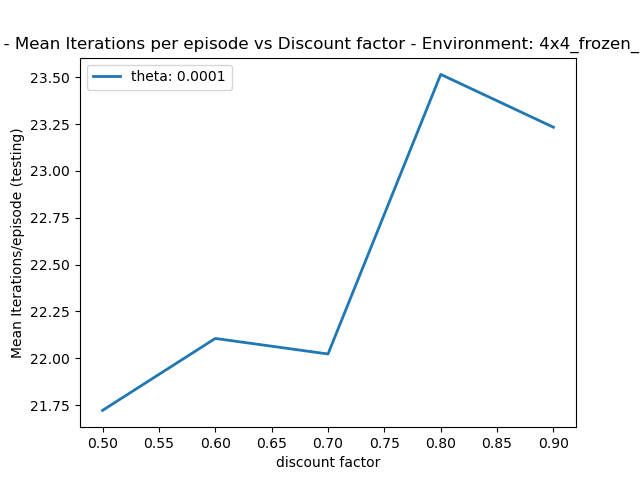 - Mean Iterations per episode vs Discount factor - Environment: 4x4_frozen_
theta: 0.0001
Mean Iterations/episode (testing)
23.50
23.25
23.00
22.75
22.50
22.25
22.00
21.75
0.50 0.55 0.60 0.65 0.70 0.75 0.80 0.85 0.90
discount factor